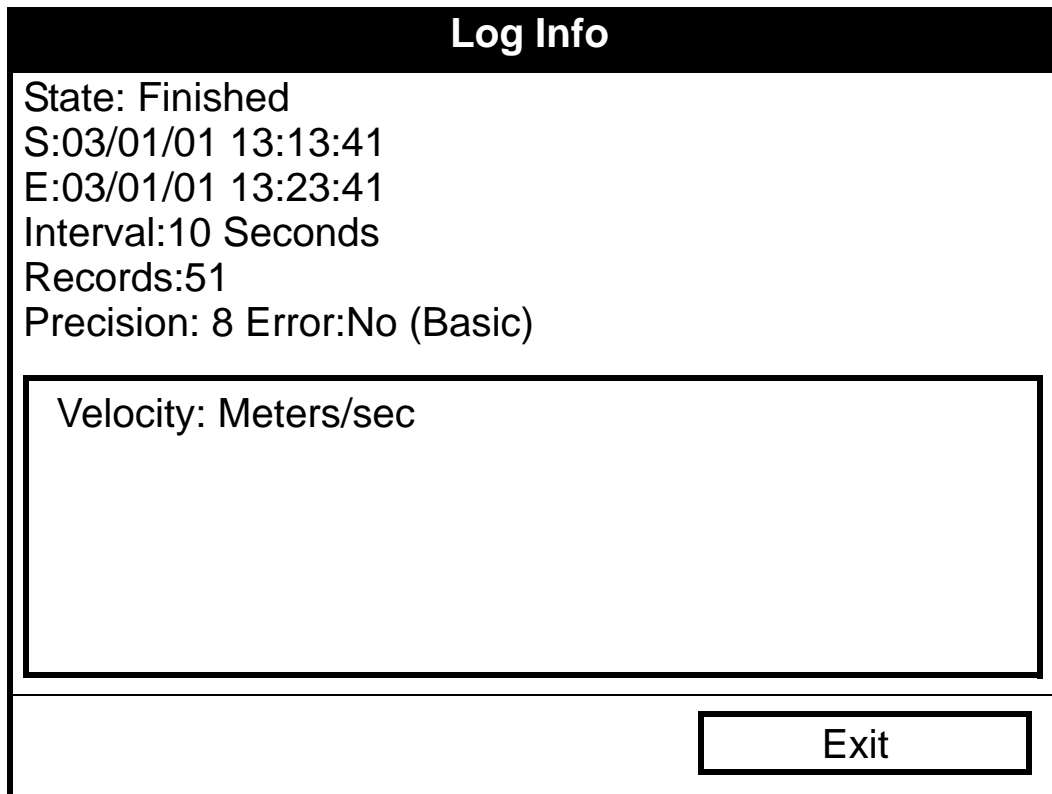 Log Info
State: Finished
S:03/01/01 13:13:41
E:03/01/01 13:23:41
Interval:10 Seconds
Records:51
Precision: 8 Error:No (Basic)
Velocity: Meters/sec
Exit